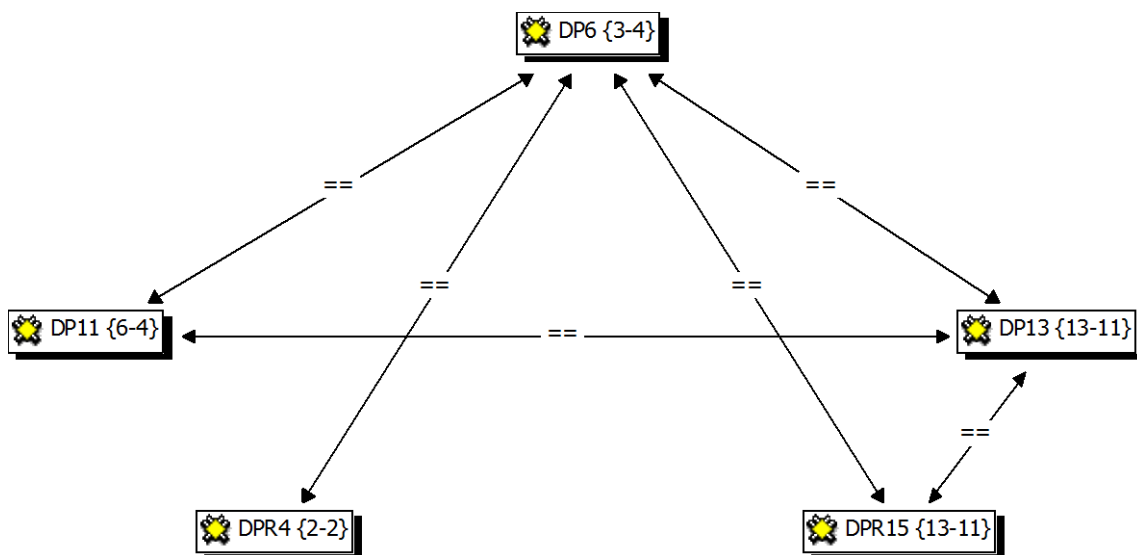 DP6 {3-4}
==
==
==
==
DP11 {6-4}
==
DP13 {13-11}
==
DPR4 {2-2}
DPR15 {13-11}